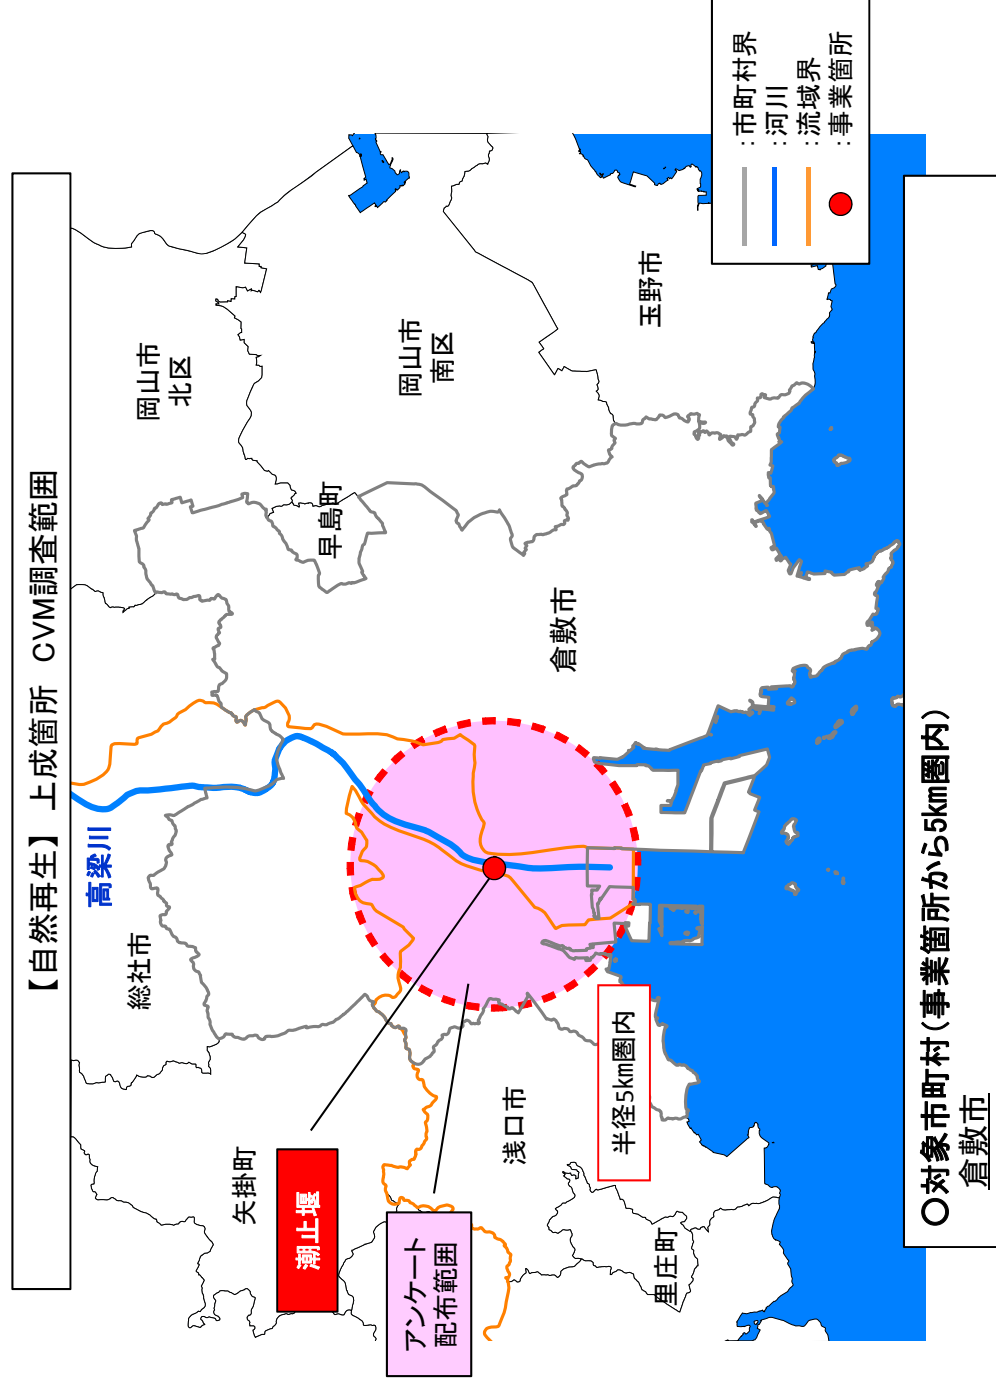 【自然再生】 上成箇所 CVM調査範囲
：市町村界
：河川
：流域界
：事業箇所
高梁川
総社市
岡山市
北区
岡山市
南区
早島町
玉野市
倉敷市
矢掛町
浅口市
里庄町
潮止堰
アンケート
配布範囲
半径5km圏内
〇対象市町村（事業箇所から5km圏内）
倉敷市